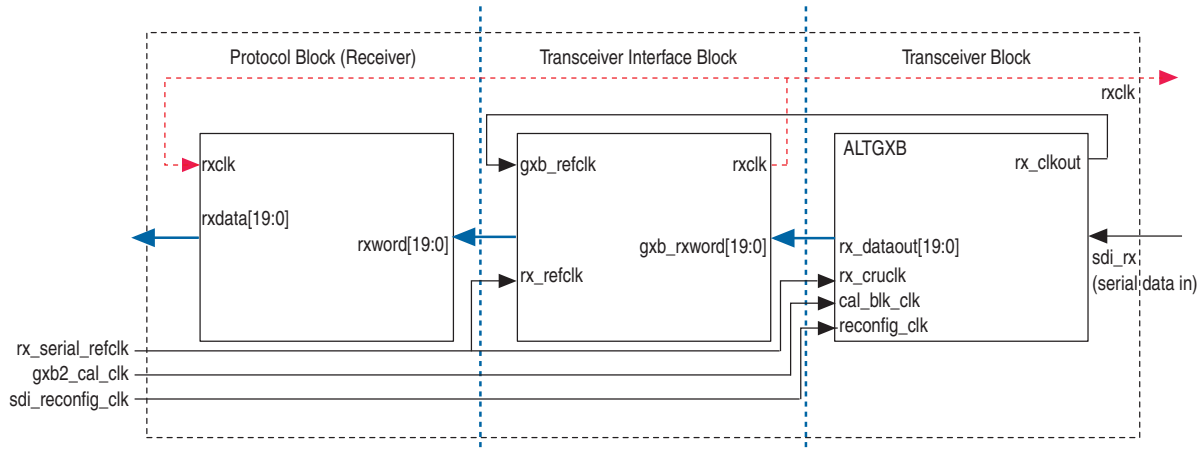 Protocol Block (Receiver)
Transceiver Interface Block
Transceiver Block
rxclk
rxclk
rxdata[19:0]
rxword[19:0]
gxb_refclk
rxclk
gxb_rxword[19:0]
rx_refclk
ALTGXB
rx_clkout
rx_dataout[19:0]
rx_cruclk
cal_blk_clk
reconfig_clk
sdi_rx
(serial data in)
rx_serial_refclk
gxb2_cal_clk
sdi_reconfig_clk